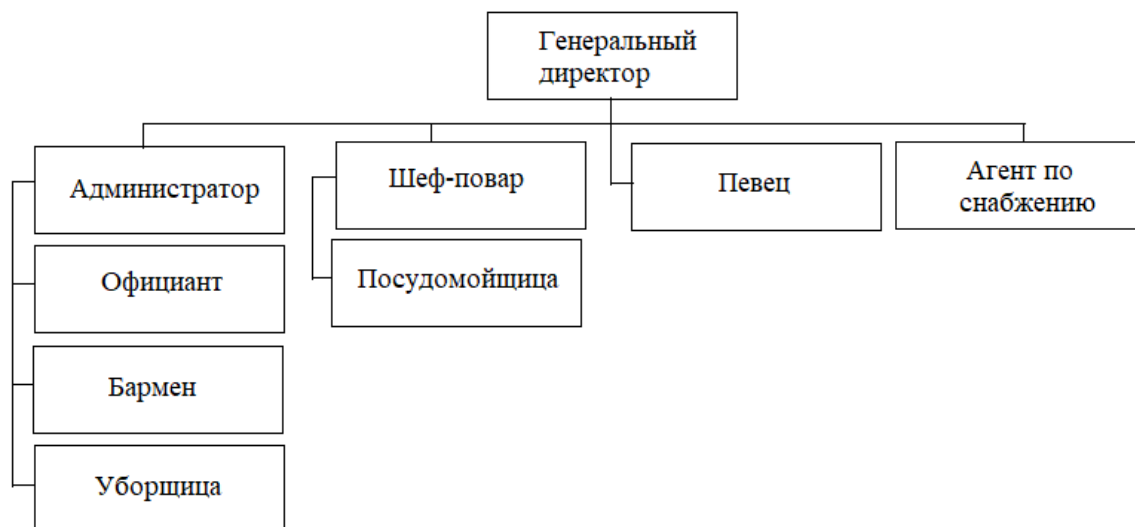 Генеральный
директор
Администратор
Шеф-повар
Певец
Агент по
снабжению
Официант
Посудомойщица
Бармен
Уборщица